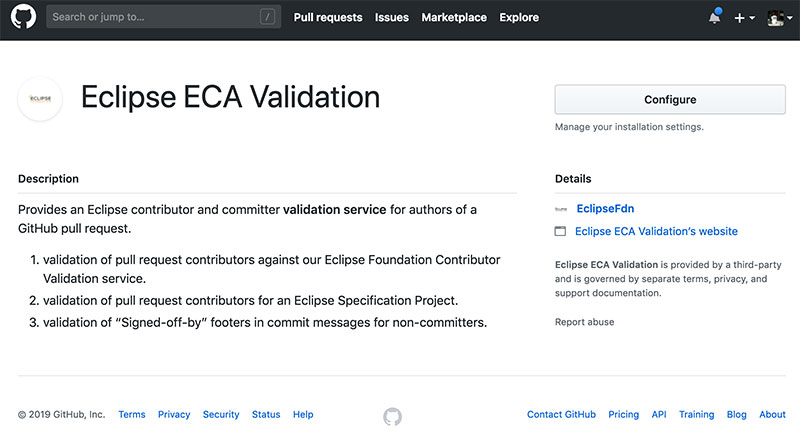 Search or jump to… / Pull requests Issues Marketplace Explore
ECLIPSE
Eclipse ECA Validation
Configure
Manage your installation settings.
Description
Provides an Eclipse contributor and committer validation service for authors of a
GitHub pull request.
1. validation of pull request contributors against our Eclipse Foundation Contributor
Validation service.
2. validation of pull request contributors for an Eclipse Specification Project.
3. validation of “Signed-off-by” footers in commit messages for non-committers.
Details
EclipseFdn
Eclipse ECA Validation’s website
Eclipse ECA Validation is provided by a third-party
and is governed by separate terms, privacy, and
support documentation.
Report abuse
© 2019 GitHub, Inc. Terms Privacy Security Status Help
Contact GitHub Pricing API Training Blog About